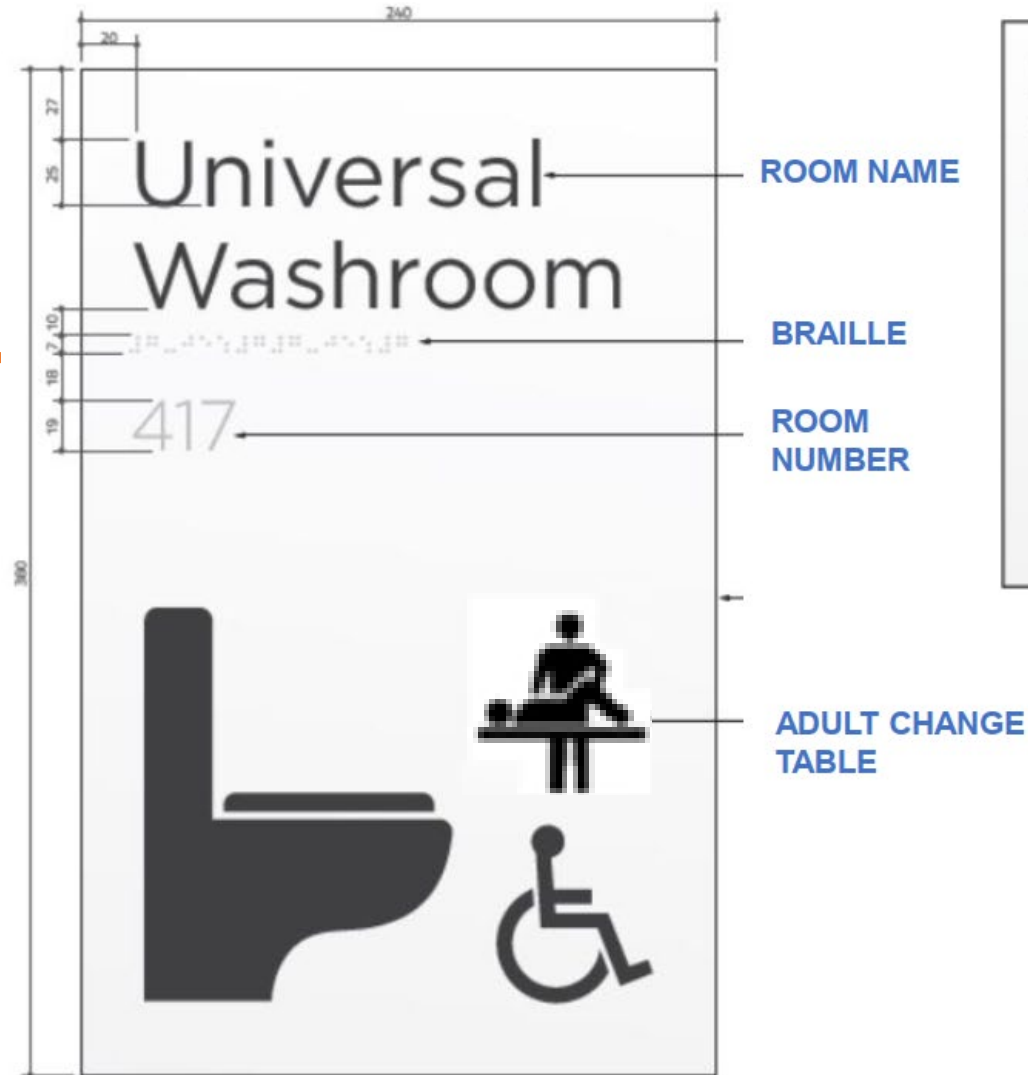 240
20
27
Universal
25
ROOM NAME
Washroom
10
7
BRAILLE
18
417
19
ROOM
NUMBER
380
ADULT CHANGE
TABLE